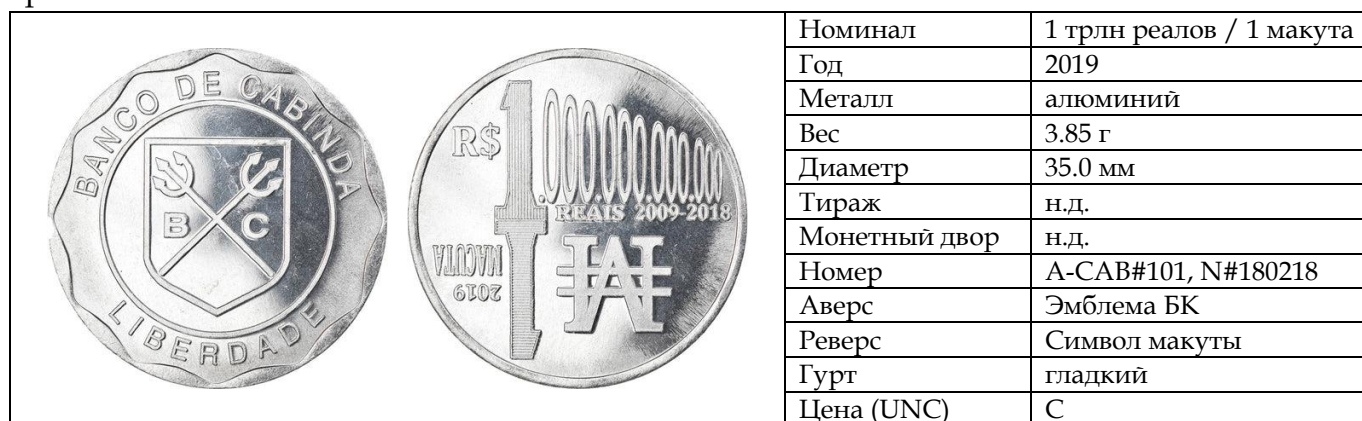 BANCO DE CABINDA
B C
LIBERDADE
R$ 1.000.000.000.000
REAIS 2009-2018
1 MACUTA
2019
Номинал 1 трлн реалов / 1 макута
Год 2019
Металл алюминий
Вес 3.85 г
Диаметр 35.0 мм
Тираж н.д.
Монетный двор н.д.
Номер A-CAB#101, N#180218
Аверс Эмблема БК
Реверс Символ макуты
Гурт гладкий
Цена (UNC) C